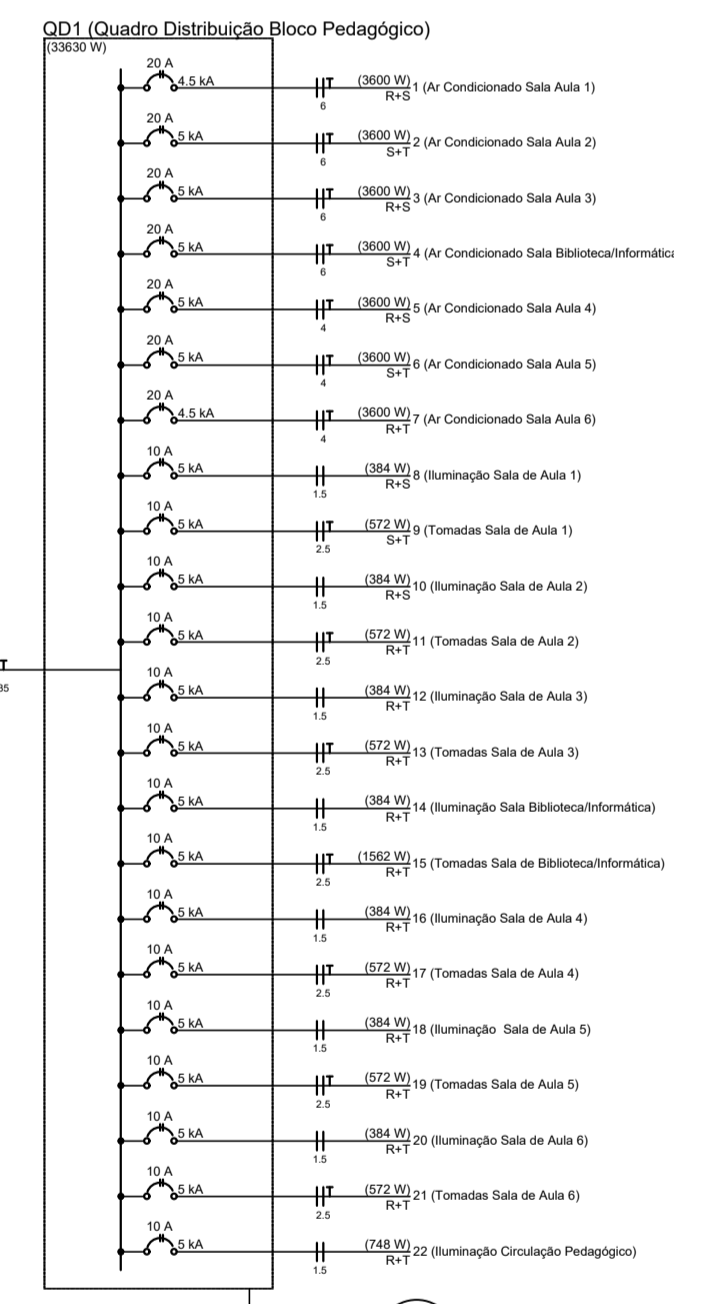 QD1 (Quadro Distribuição Bloco Pedagógico)
(33630 W)
20 A
4.5 kA
T
6
(3600 W)
R+S
1 (Ar Condicionado Sala Aula 1)
20 A
5 kA
T
6
(3600 W)
S+T
2 (Ar Condicionado Sala Aula 2)
20 A
5 kA
T
6
(3600 W)
R+S
3 (Ar Condicionado Sala Aula 3)
20 A
5 kA
T
6
(3600 W)
S+T
4 (Ar Condicionado Sala Biblioteca/Informática
20 A
5 kA
T
4
(3600 W)
R+S
5 (Ar Condicionado Sala Aula 4)
20 A
5 kA
T
4
(3600 W)
S+T
6 (Ar Condicionado Sala Aula 5)
20 A
4.5 kA
T
4
(3600 W)
R+T
7 (Ar Condicionado Sala Aula 6)
10 A
5 kA
1.5
(384 W)
R+S
8 (Iluminação Sala de Aula 1)
10 A
5 kA
T
2.5
(572 W)
S+T
9 (Tomadas Sala de Aula 1)
10 A
5 kA
1.5
(384 W)
R+S
10 (Iluminação Sala de Aula 2)
10 A
5 kA
T
2.5
(572 W)
R+T
11 (Tomadas Sala de Aula 2)
T
35
10 A
5 kA
1.5
(384 W)
R+T
12 (Iluminação Sala de Aula 3)
10 A
5 kA
T
2.5
(572 W)
R+T
13 (Tomadas Sala de Aula 3)
10 A
5 kA
1.5
(384 W)
R+T
14 (Iluminação Sala Biblioteca/Informática)
10 A
5 kA
T
2.5
(1562 W)
R+T
15 (Tomadas Sala de Biblioteca/Informática)
10 A
5 kA
1.5
(384 W)
R+T
16 (Iluminação Sala de Aula 4)
10 A
5 kA
T
2.5
(572 W)
R+T
17 (Tomadas Sala de Aula 4)
10 A
5 kA
1.5
(384 W)
R+T
18 (Iluminação Sala de Aula 5)
10 A
5 kA
T
2.5
(572 W)
R+T
19 (Tomadas Sala de Aula 5)
10 A
5 kA
1.5
(384 W)
R+T
20 (Iluminação Sala de Aula 6)
10 A
5 kA
T
2.5
(572 W)
R+T
21 (Tomadas Sala de Aula 6)
10 A
5 kA
1.5
(748 W)
R+T
22 (Iluminação Circulação Pedagógico)